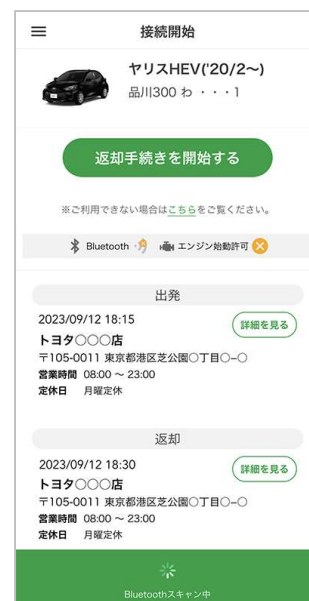 接続開始
ヤリスHEV('20/2～)
品川300 わ ・・・1
返却手続きを開始する
※ご利用できない場合はこちらをご覧ください。
Bluetooth エンジン始動許可
出発
2023/09/12 18:15
詳細を見る
トヨタ○○○店
〒105-0011 東京都港区芝公園○丁目○−○
営業時間 08:00 ～ 23:00
定休日 月曜定休
返却
2023/09/12 18:30
詳細を見る
トヨタ○○○店
〒105-0011 東京都港区芝公園○丁目○−○
営業時間 08:00 ～ 23:00
定休日 月曜定休
Bluetoothスキャン中